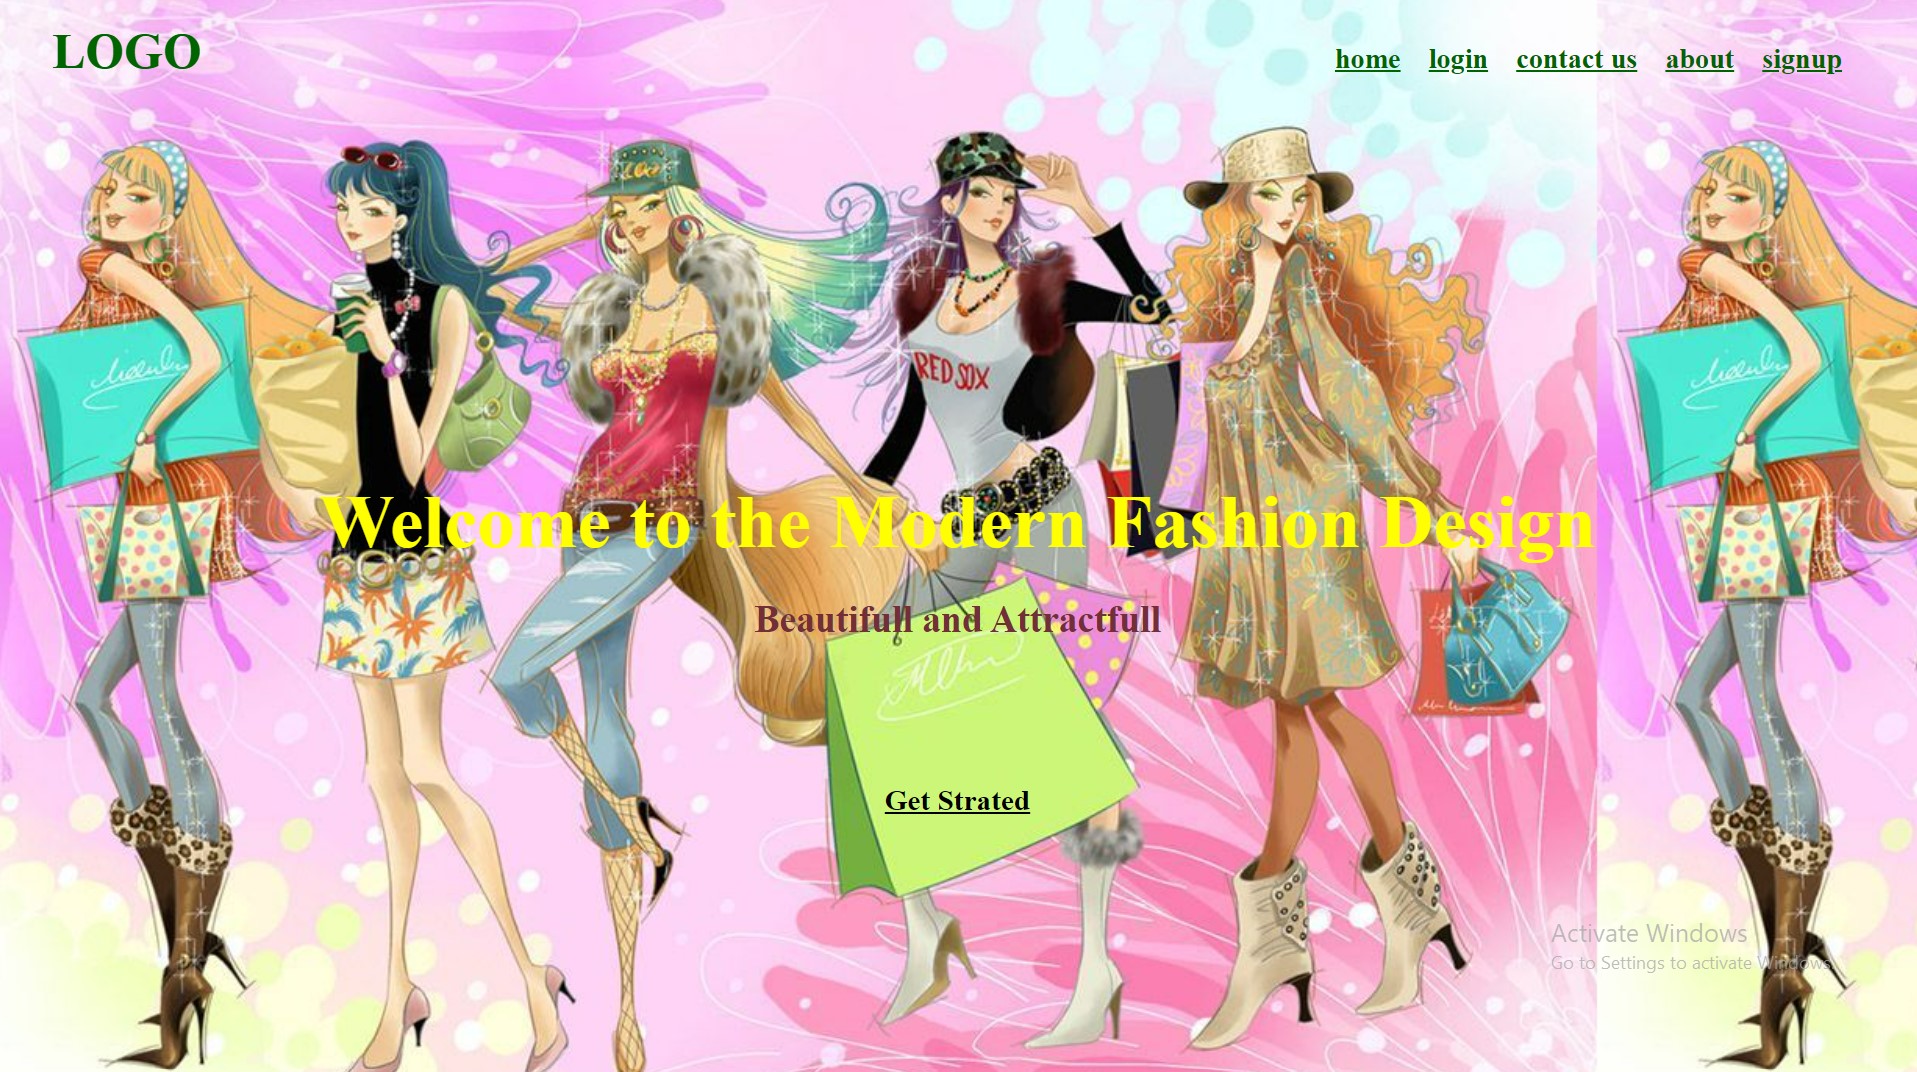 LOGO
home login contact us about signup
RED SOX
Welcome to the Modern Fashion Design
Beautifull and Attractfull
Get Strated
Activate Windows
Go to Settings to activate Windows.